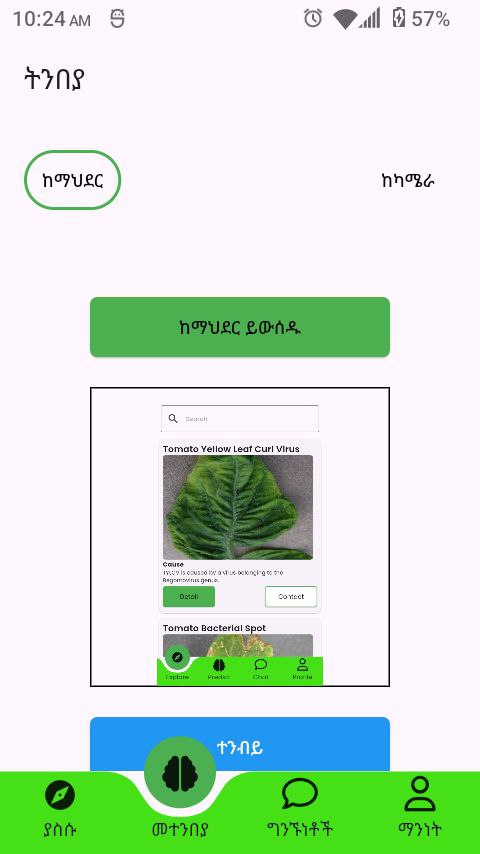 10:24 AM
57%
ትንበያ
ከማህደር
ከካሜራ
ከማህደር ይውሰዱ
Search
Tomato Yellow Leaf Curl Virus
Cause
TYLCV is caused by a virus belonging to the
Begomovirus genus.
Detail
Contact
Tomato Bacterial Spot
Explore
Predict
Chat
Profile
ተንብይ
ያስሱ
መተንበያ
ግንኙነቶች
ማንነት